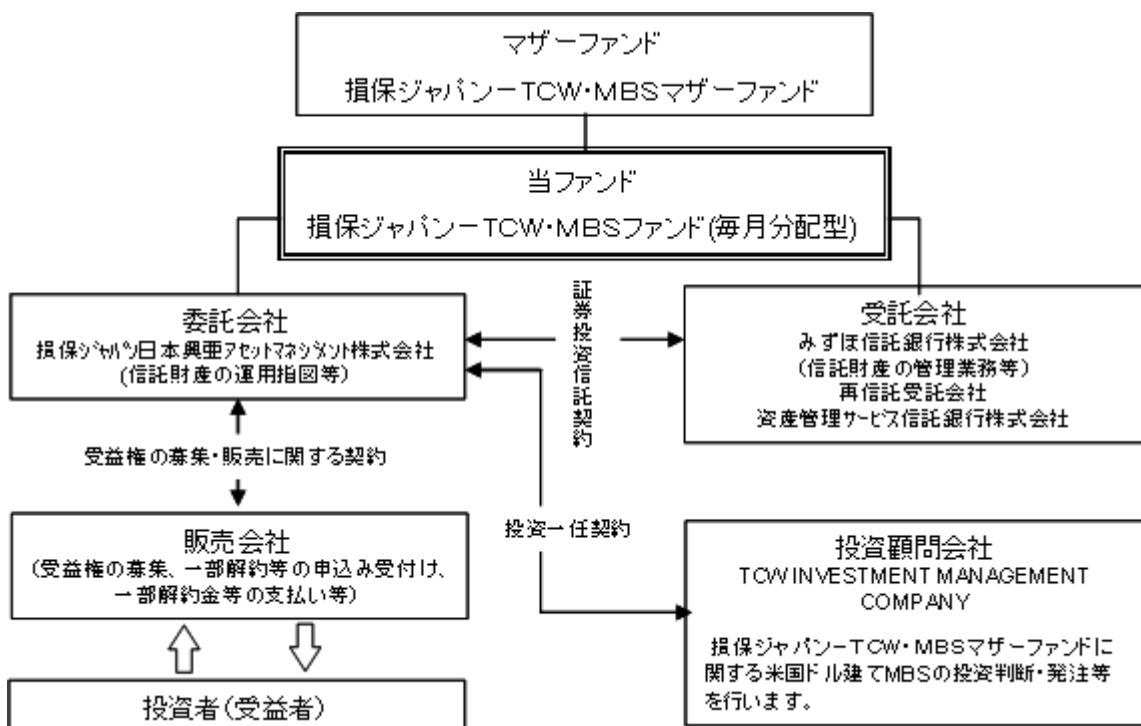 マザーファンド
損保ジャパン－TCW・MBSマザーファンド
当ファンド
損保ジャパン－TCW・MBSファンド(毎月分配型)
委託会社
損保ジャパン日本興亜アセットマネジメント株式会社
(信託財産の運用指図等)
証券投資信託契約
受託会社
みずほ信託銀行株式会社
(信託財産の管理業務等)
再信託受託会社
資産管理サービス信託銀行株式会社
受益権の募集・販売に関する契約
販売会社
(受益権の募集、一部解約等の申込み受付け、
一部解約金等の支払い等)
投資一任契約
投資顧問会社
TCW INVESTMENT MANAGEMENT
COMPANY
損保ジャパン－TCW・MBSマザーファンドに
関する米国ドル建てMBSの投資判断・発注等
を行います。
投資者(受益者)